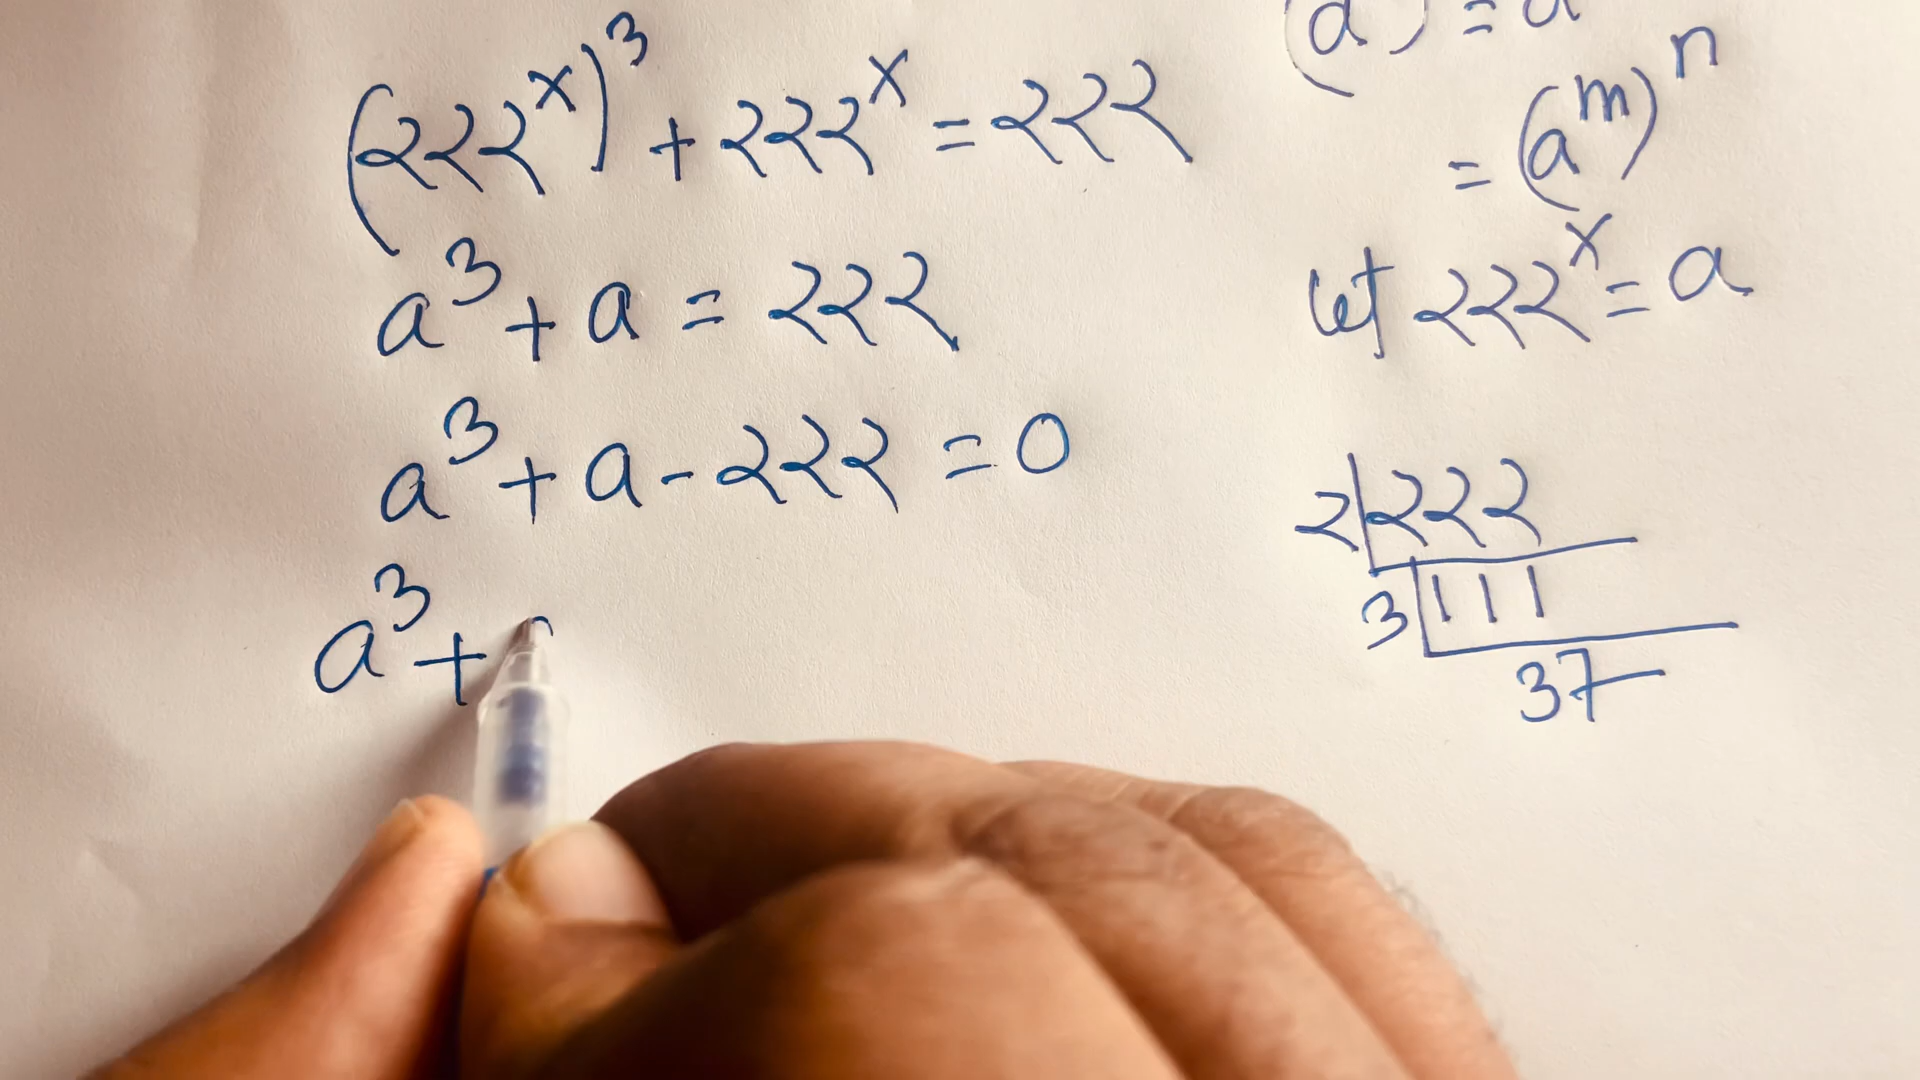 (222^x)^3 + 222^x = 222
a^3 + a = 222
a^3 + a - 222 = 0
a^3 +
= (a^m)^n
let 222^x = a
2|222
3|111
37